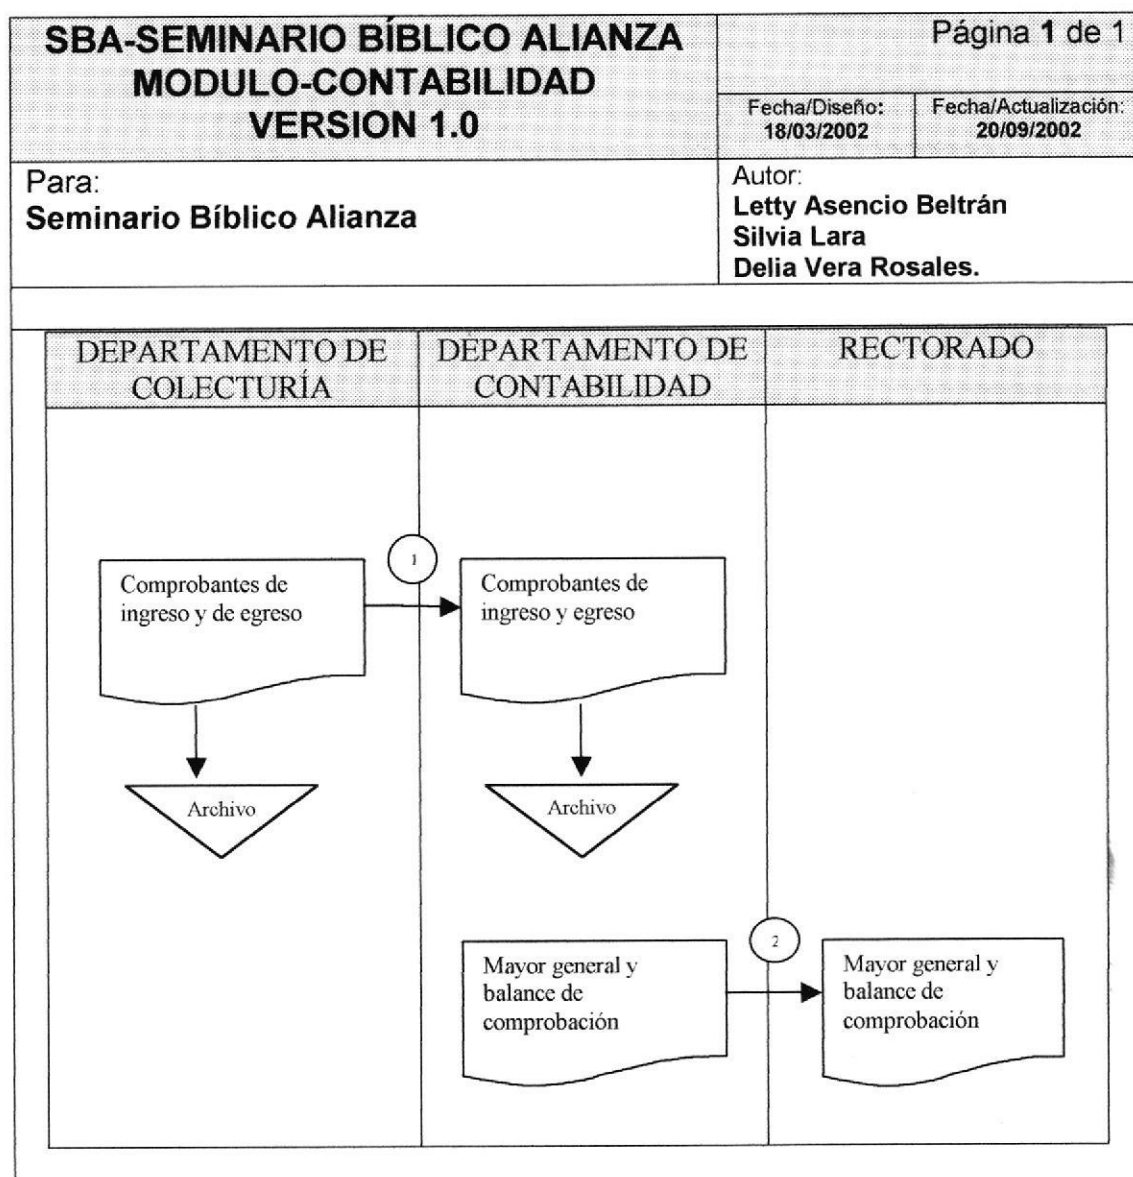 SBA-SEMINARIO BÍBLICO ALIANZA
MODULO-CONTABILIDAD
VERSION 1.0
Página 1 de 1
Fecha/Diseño:
18/03/2002
Fecha/Actualización:
20/09/2002
Para:
Seminario Bíblico Alianza
Autor:
Letty Asencio Beltrán
Silvia Lara
Delia Vera Rosales.
DEPARTAMENTO DE
COLECTURÍA
DEPARTAMENTO DE
CONTABILIDAD
RECTORADO
1
Comprobantes de
ingreso y de egreso
Comprobantes de
ingreso y egreso
Archivo
Archivo
2
Mayor general y
balance de
comprobación
Mayor general y
balance de
comprobación